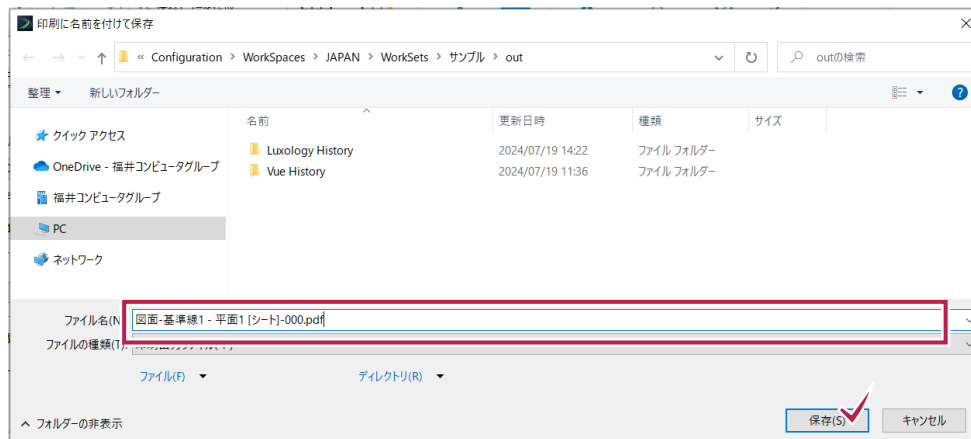 印刷に名前を付けて保存
« Configuration > WorkSpaces > JAPAN > WorkSets > サンプル > out
outの検索
整理 新しいフォルダー
名前 更新日時 種類 サイズ
クイック アクセス
Luxology History 2024/07/19 14:22 ファイル フォルダー
OneDrive - 福井コンピュータグループ
Vue History 2024/07/19 11:36 ファイル フォルダー
福井コンピュータグループ
PC
ネットワーク
ファイル名(N 図面-基準線1 - 平面1 [シート]-000.pdf
ファイルの種類(T):
ファイル(F) ディレクトリ(R)
フォルダーの非表示
保存(S) キャンセル